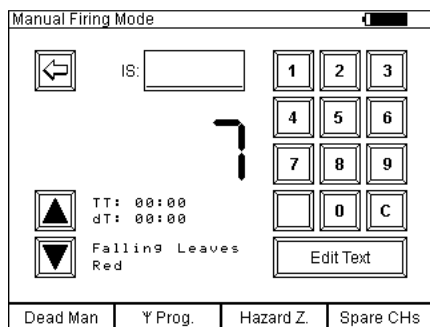 Manual Firing Mode
IS:
1 2 3
4 5 6
7
7 8 9
TT: 00:00
dT: 00:00
0 C
Falling Leaves
Red
Edit Text
Dead Man Prog. Hazard Z. Spare CHs